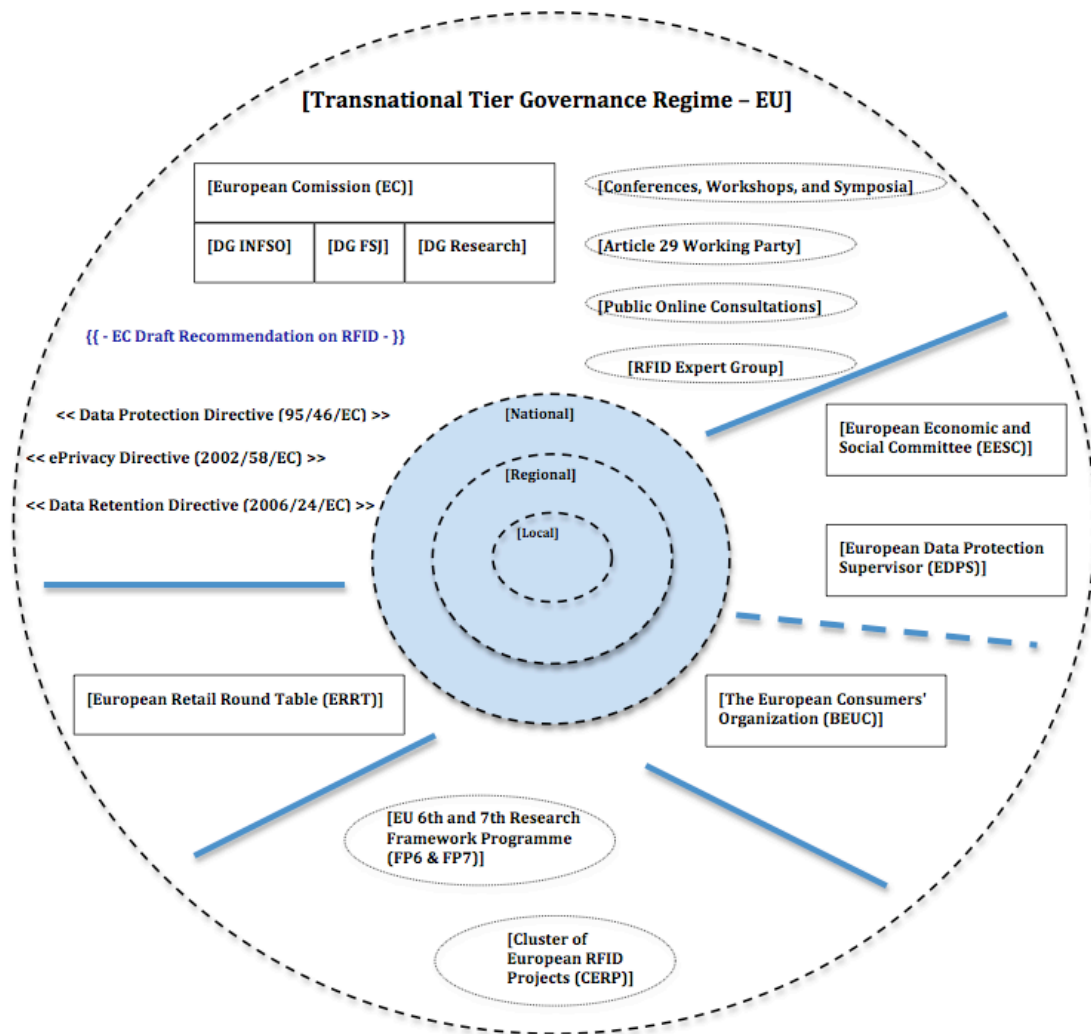 [Transnational Tier Governance Regime – EU]
[European Comission (EC)]
[DG INFSO]
[DG FSJ]
[DG Research]
[Conferences, Workshops, and Symposia]
[Article 29 Working Party]
[Public Online Consultations]
[RFID Expert Group]
{{ - EC Draft Recommendation on RFID - }}
<< Data Protection Directive (95/46/EC) >>
<< ePrivacy Directive (2002/58/EC) >>
<< Data Retention Directive (2006/24/EC) >>
[National]
[Regional]
[Local]
[European Economic and
Social Committee (EESC)]
[European Data Protection
Supervisor (EDPS)]
[European Retail Round Table (ERRT)]
[The European Consumers'
Organization (BEUC)]
[EU 6th and 7th Research
Framework Programme
(FP6 & FP7)]
[Cluster of
European RFID
Projects (CERP)]